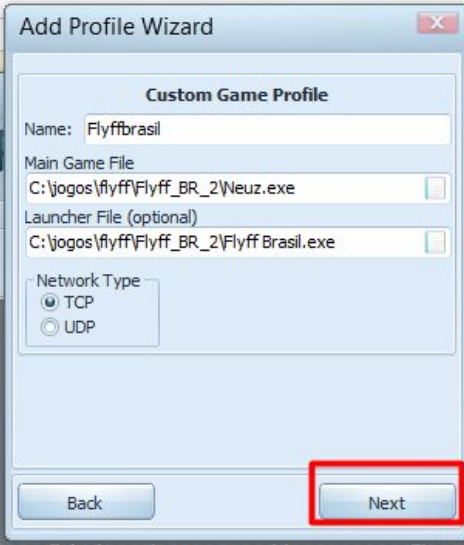 Add Profile Wizard
Custom Game Profile
Name: Flyffbrasil
Main Game File
C:\jogos\flyff\Flyff_BR_2\Neuz.exe
Launcher File (optional)
C:\jogos\flyff\Flyff_BR_2\Flyff Brasil.exe
Network Type
TCP
UDP
Back Next